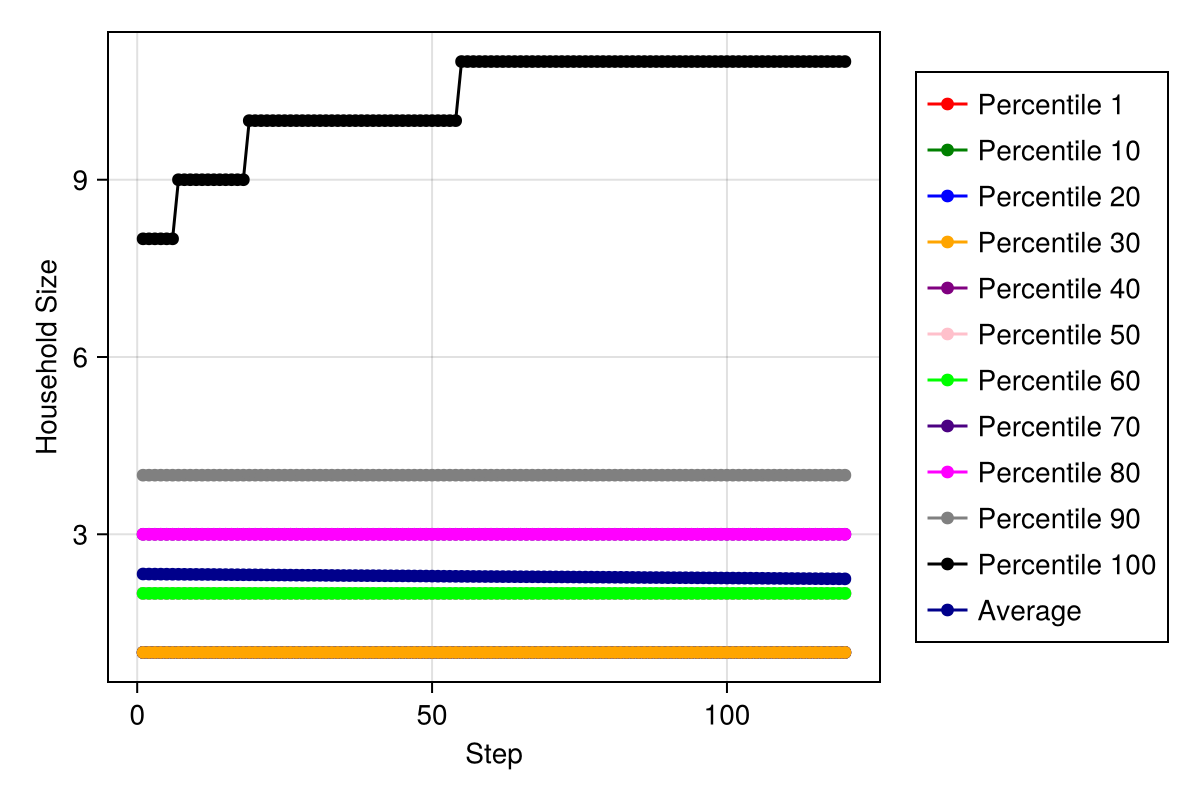 9
6
3
Household Size
0
50
100
Step
Percentile 1
Percentile 10
Percentile 20
Percentile 30
Percentile 40
Percentile 50
Percentile 60
Percentile 70
Percentile 80
Percentile 90
Percentile 100
Average